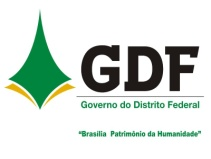 GDF
Governo do Distrito Federal
"Brasília Patrimônio da Humanidade"